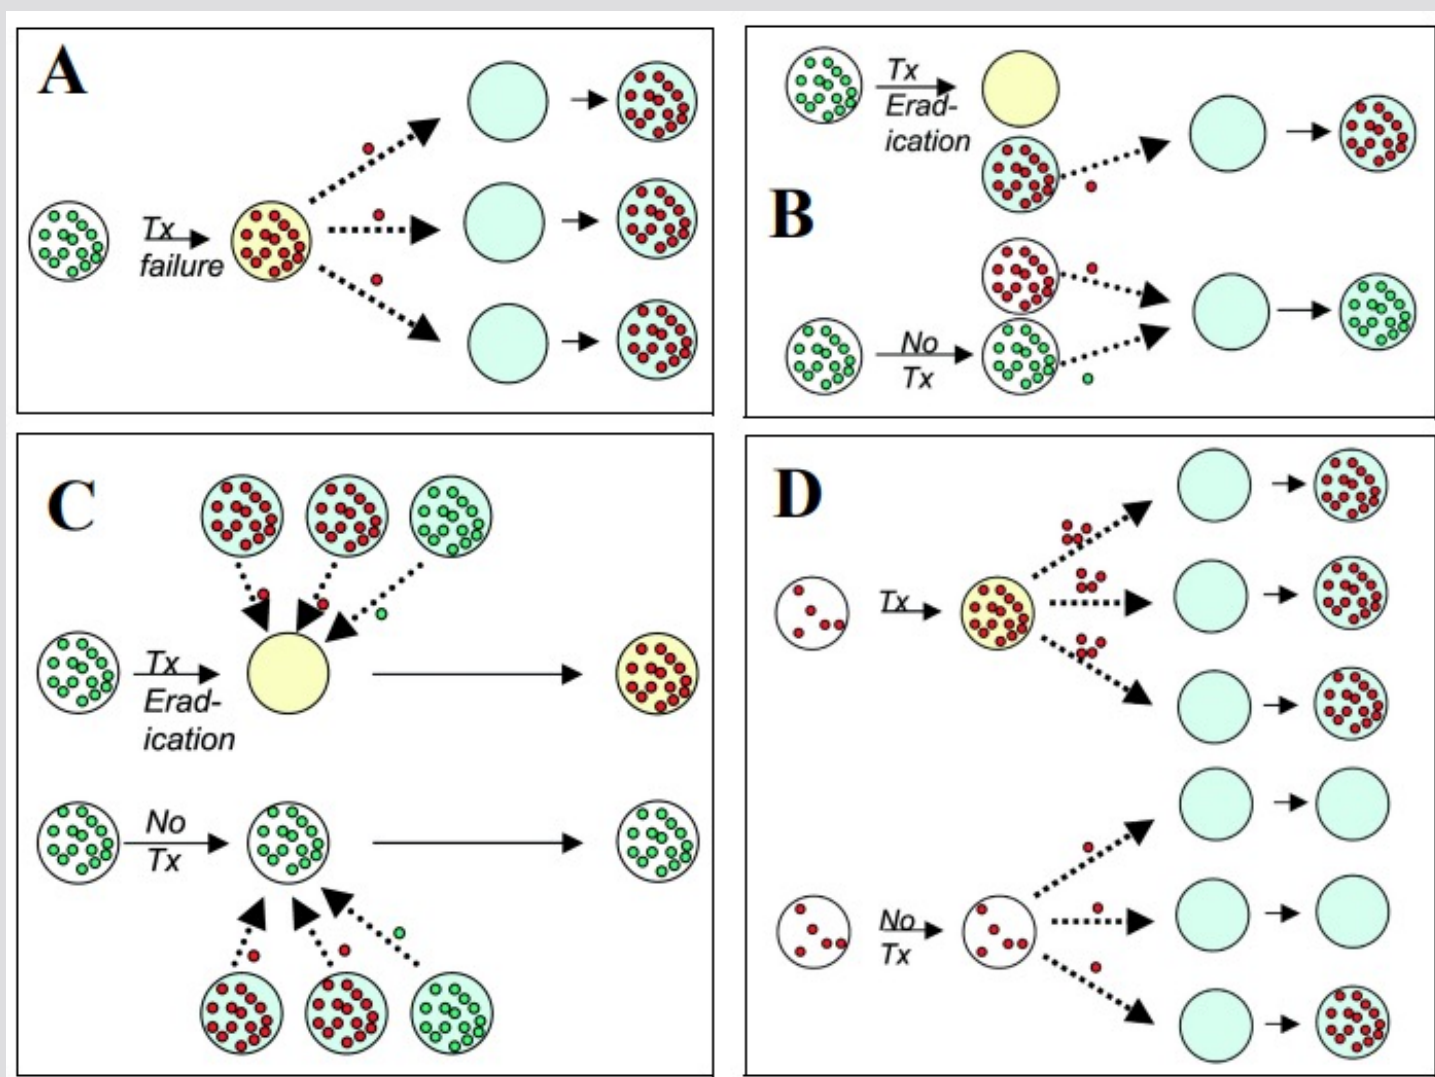 A
Tx
failure
B
Tx
Erad-
ication
No
Tx
C
Tx
Erad-
ication
No
Tx
D
Tx
No
Tx